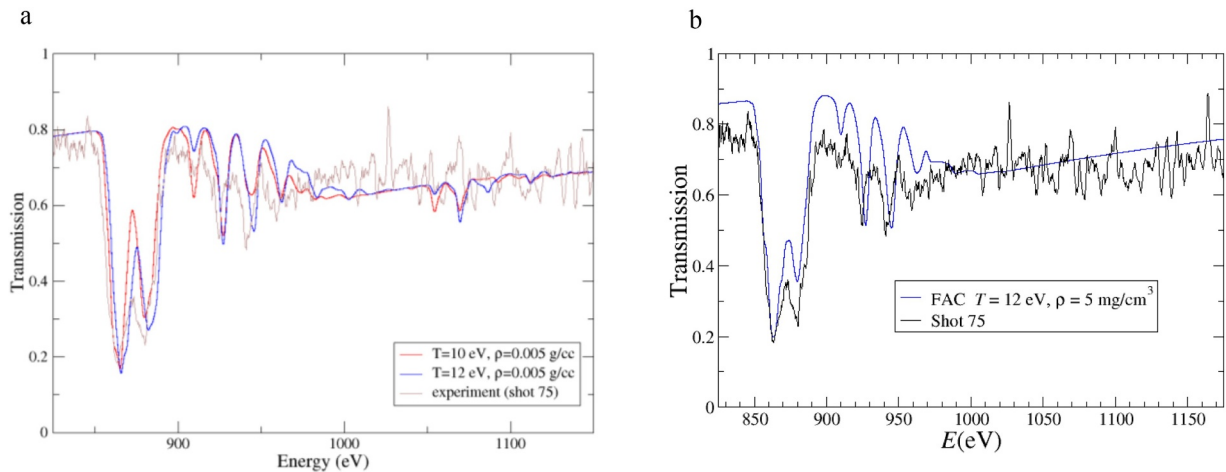 a
1
0.8
0.6
0.4
0.2
0
Transmission
900
1000
1100
Energy (eV)
T=10 eV, ρ=0.005 g/cc
T=12 eV, ρ=0.005 g/cc
experiment (shot 75)
b
1
0.8
0.6
0.4
0.2
0
Transmission
850
900
950
1000
1050
1100
1150
E(eV)
FAC T = 12 eV, ρ = 5 mg/cm³
Shot 75